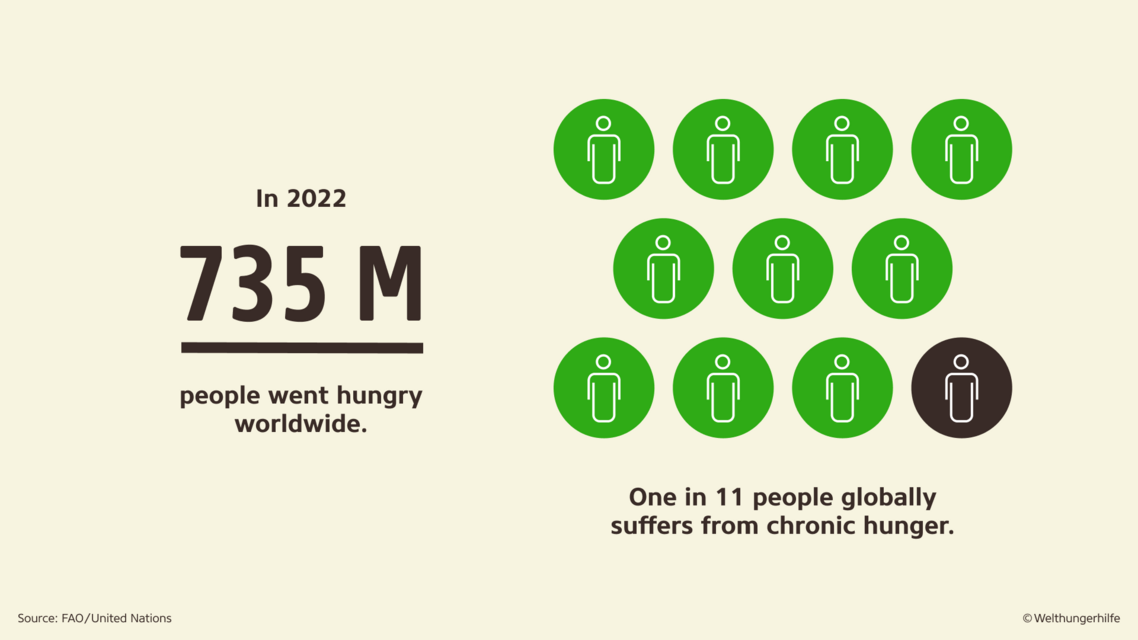 In 2022
735 M
people went hungry
worldwide.
One in 11 people globally
suffers from chronic hunger.
Source: FAO/United Nations
© Welthungerhilfe